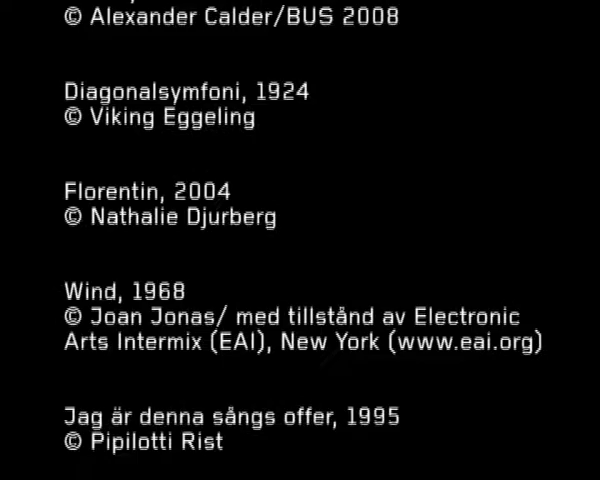 © Alexander Calder/BUS 2008
Diagonalsymfoni, 1924
© Viking Eggeling
Florentin, 2004
© Nathalie Djurberg
Wind, 1968
© Joan Jonas/ med tillstånd av Electronic
Arts Intermix (EAI), New York (www.eai.org)
Jag är denna sångs offer, 1995
© Pipilotti Rist